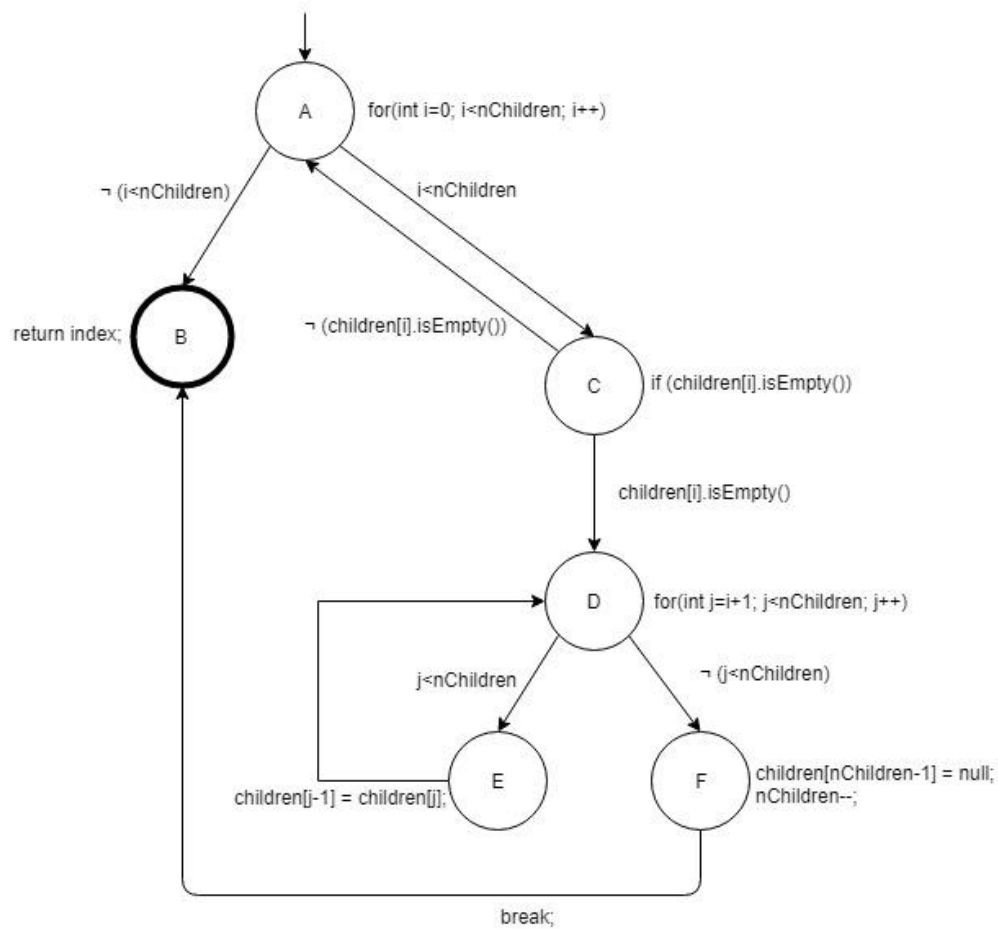 A
for(int i=0; i<nChildren; i++)
¬ (i<nChildren)
i<nChildren
return index;
B
¬ (children[i].isEmpty())
C
if (children[i].isEmpty())
children[i].isEmpty()
D
for(int j=i+1; j<nChildren; j++)
j<nChildren
¬ (j<nChildren)
E
children[j-1] = children[j];
F
children[nChildren-1] = null;
nChildren--;
break;